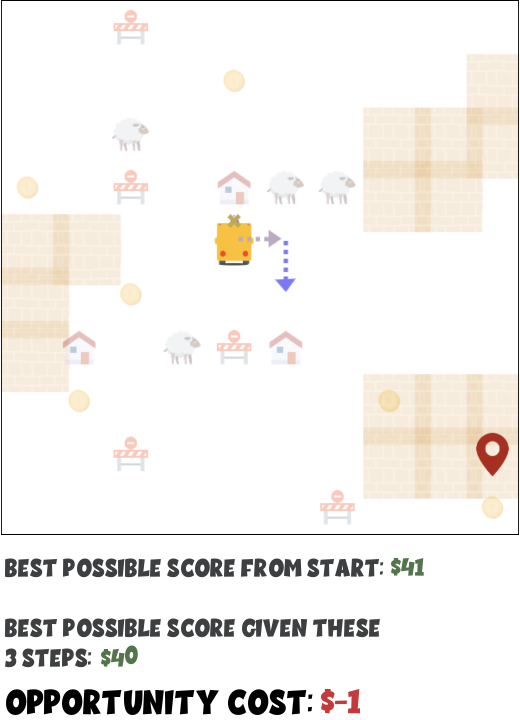 BEST POSSIBLE SCORE FROM START: $41
BEST POSSIBLE SCORE GIVEN THESE
3 STEPS: $40
OPPORTUNITY COST: $-1